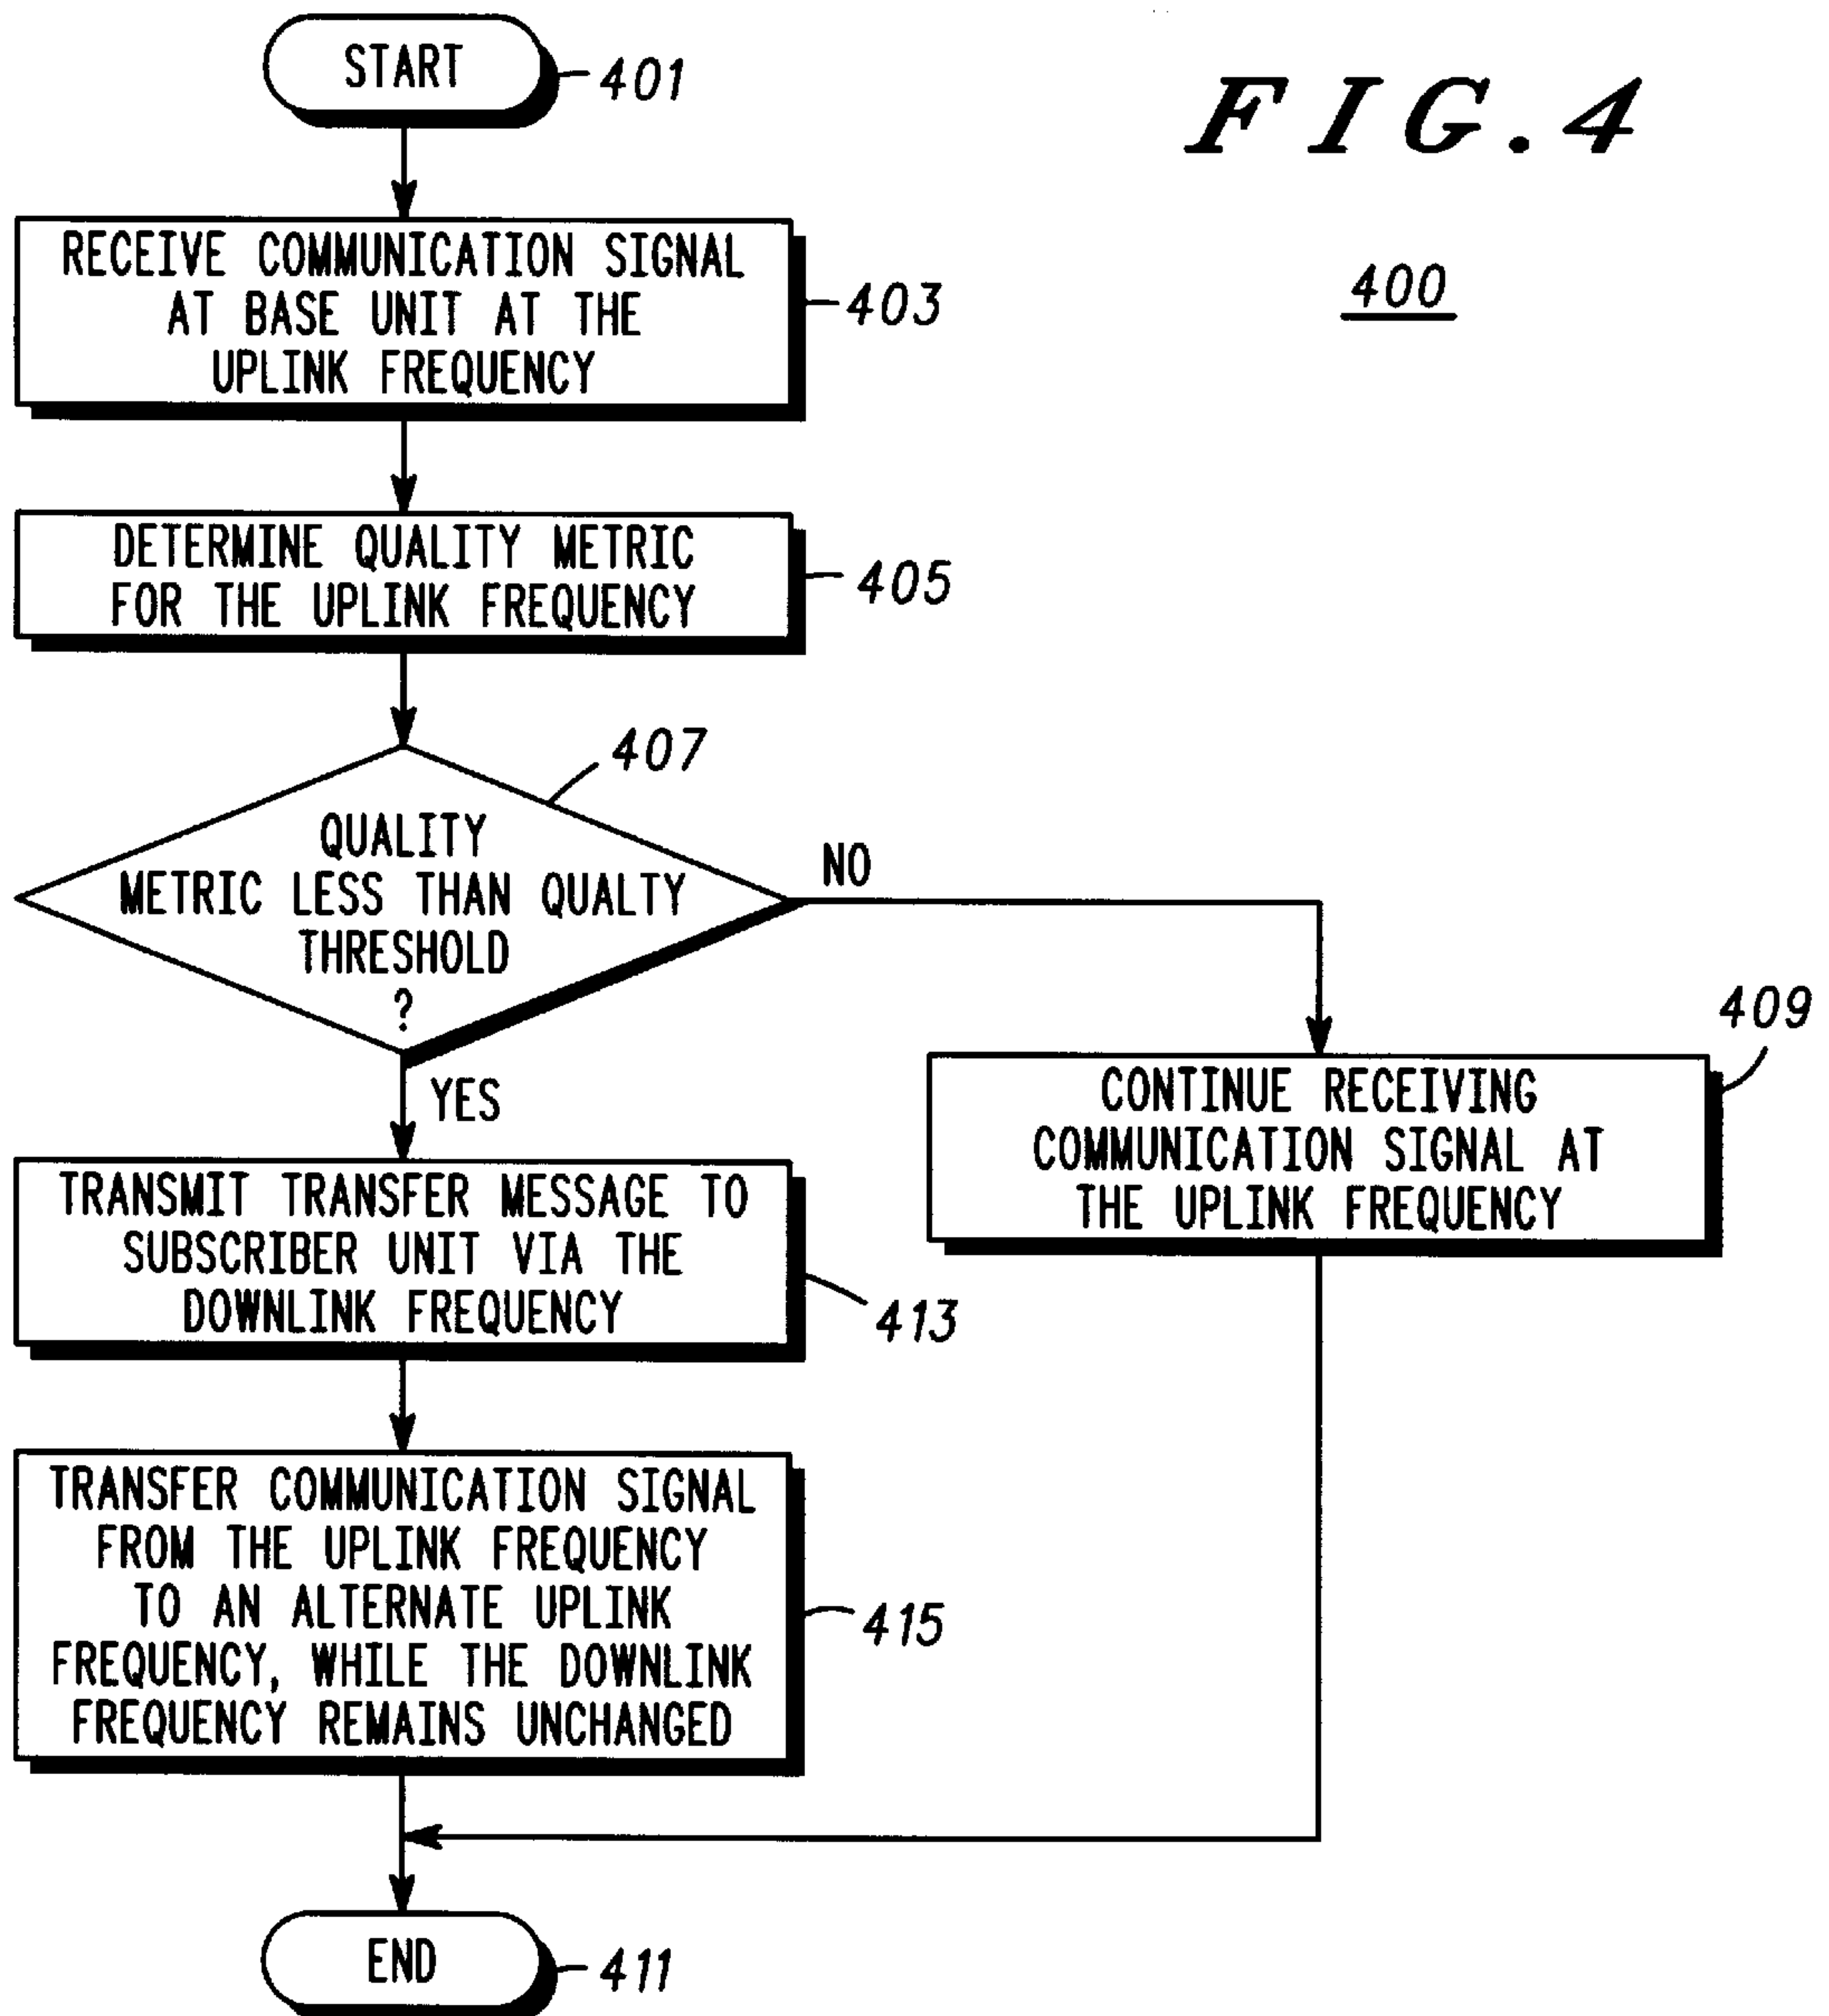 START
401
FIG.4
400
RECEIVE COMMUNICATION SIGNAL
AT BASE UNIT AT THE
UPLINK FREQUENCY
403
DETERMINE QUALITY METRIC
FOR THE UPLINK FREQUENCY
405
407
QUALITY
METRIC LESS THAN QUALTY
THRESHOLD
?
NO
YES
409
CONTINUE RECEIVING
COMMUNICATION SIGNAL AT
THE UPLINK FREQUENCY
TRANSMIT TRANSFER MESSAGE TO
SUBSCRIBER UNIT VIA THE
DOWNLINK FREQUENCY
413
TRANSFER COMMUNICATION SIGNAL
FROM THE UPLINK FREQUENCY
TO AN ALTERNATE UPLINK
FREQUENCY, WHILE THE DOWNLINK
FREQUENCY REMAINS UNCHANGED
415
END
411